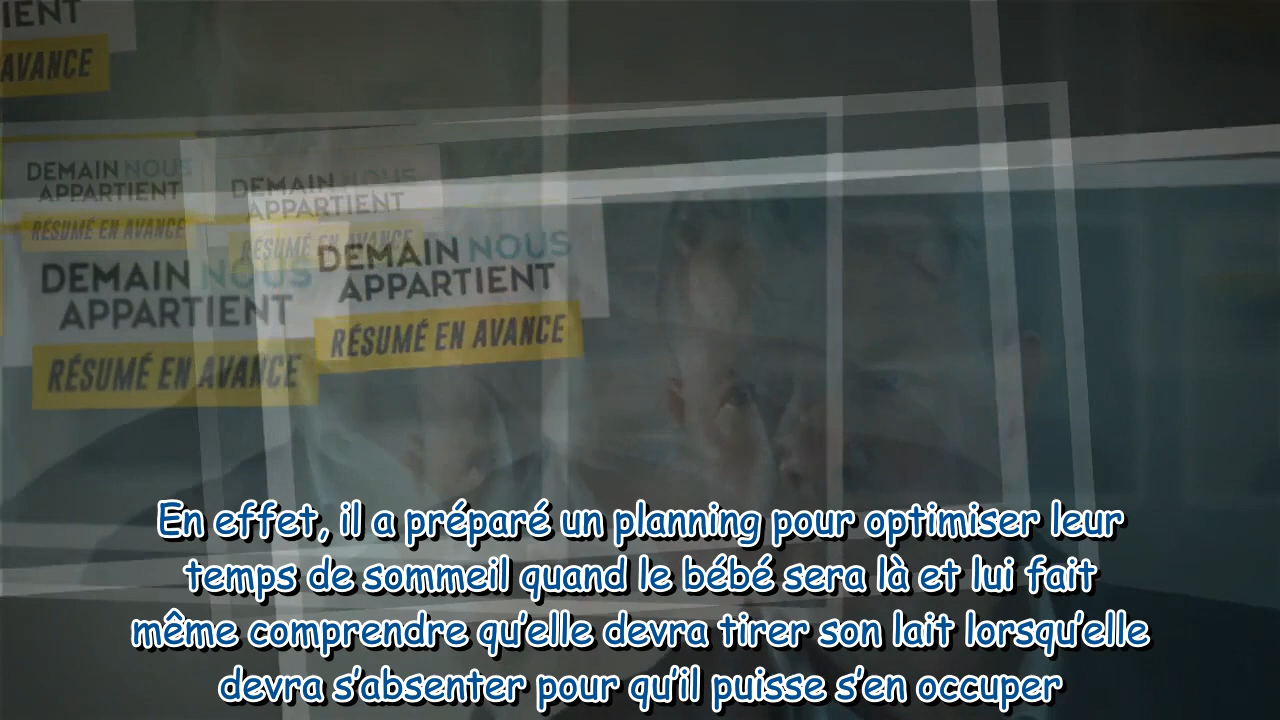 IENT
AVANCE
DEMAIN NOUS
APPARTIENT
RÉSUMÉ EN AVANCE
DEMAIN NOUS
APPARTIENT
RÉSUMÉ EN AVANCE
DEMAIN NOUS
APPARTIENT
RÉSUMÉ EN AVANCE
DEMAIN NOUS
APPARTIENT
RÉSUMÉ EN AVANCE
En effet, il a préparé un planning pour optimiser leur
temps de sommeil quand le bébé sera là et lui fait
même comprendre qu’elle devra tirer son lait lorsqu’elle
devra s’absenter pour qu’il puisse s’en occuper